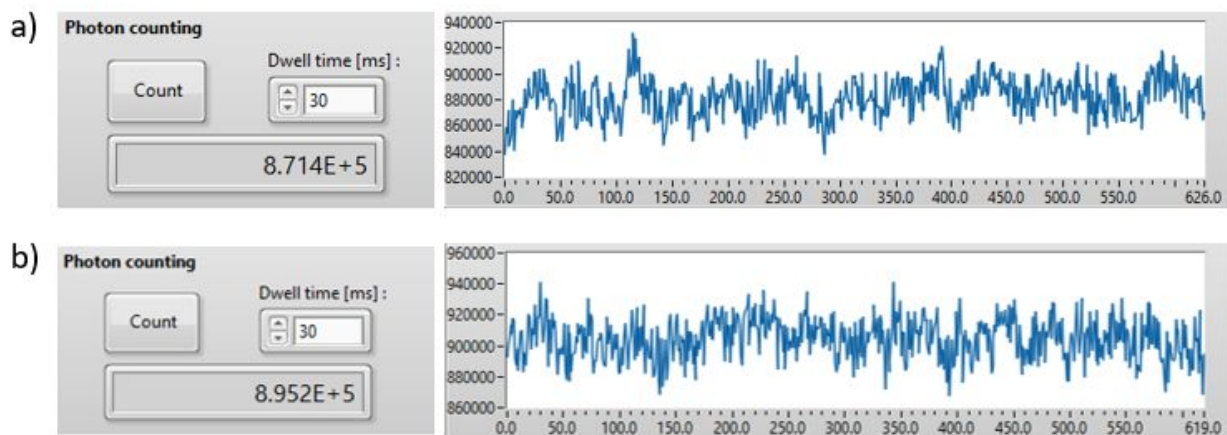 a)
Photon counting
Dwell time [ms] :
Count
30
8.714E+5
940000
920000
900000
880000
860000
840000
820000
0.0 50.0 100.0 150.0 200.0 250.0 300.0 350.0 400.0 450.0 500.0 550.0 626.0
b)
Photon counting
Dwell time [ms] :
Count
30
8.952E+5
960000
940000
920000
900000
880000
860000
0.0 50.0 100.0 150.0 200.0 250.0 300.0 350.0 400.0 450.0 500.0 550.0 619.0